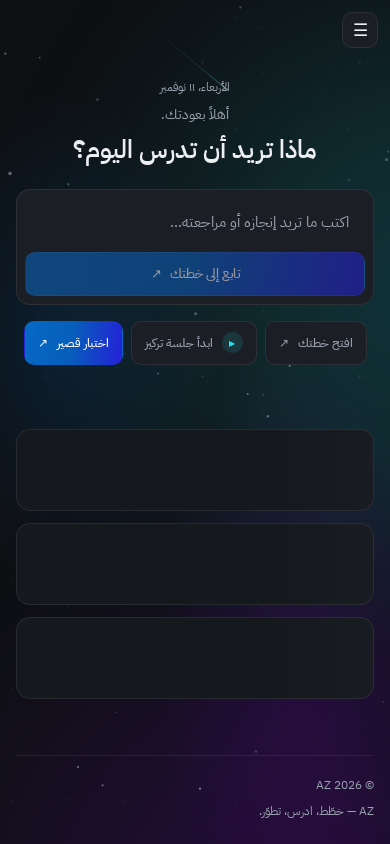 الأربعاء، ١١ نوفمبر
أهلاً بعودتك.
ماذا تريد أن تدرس اليوم؟
اكتب ما تريد إنجازه أو مراجعته...
تابع إلى خطتك ↗
افتح خطتك ↗
ابدأ جلسة تركيز
اختبار قصير ↗
© 2026 AZ
AZ — خطّط، ادرس، تطوّر.